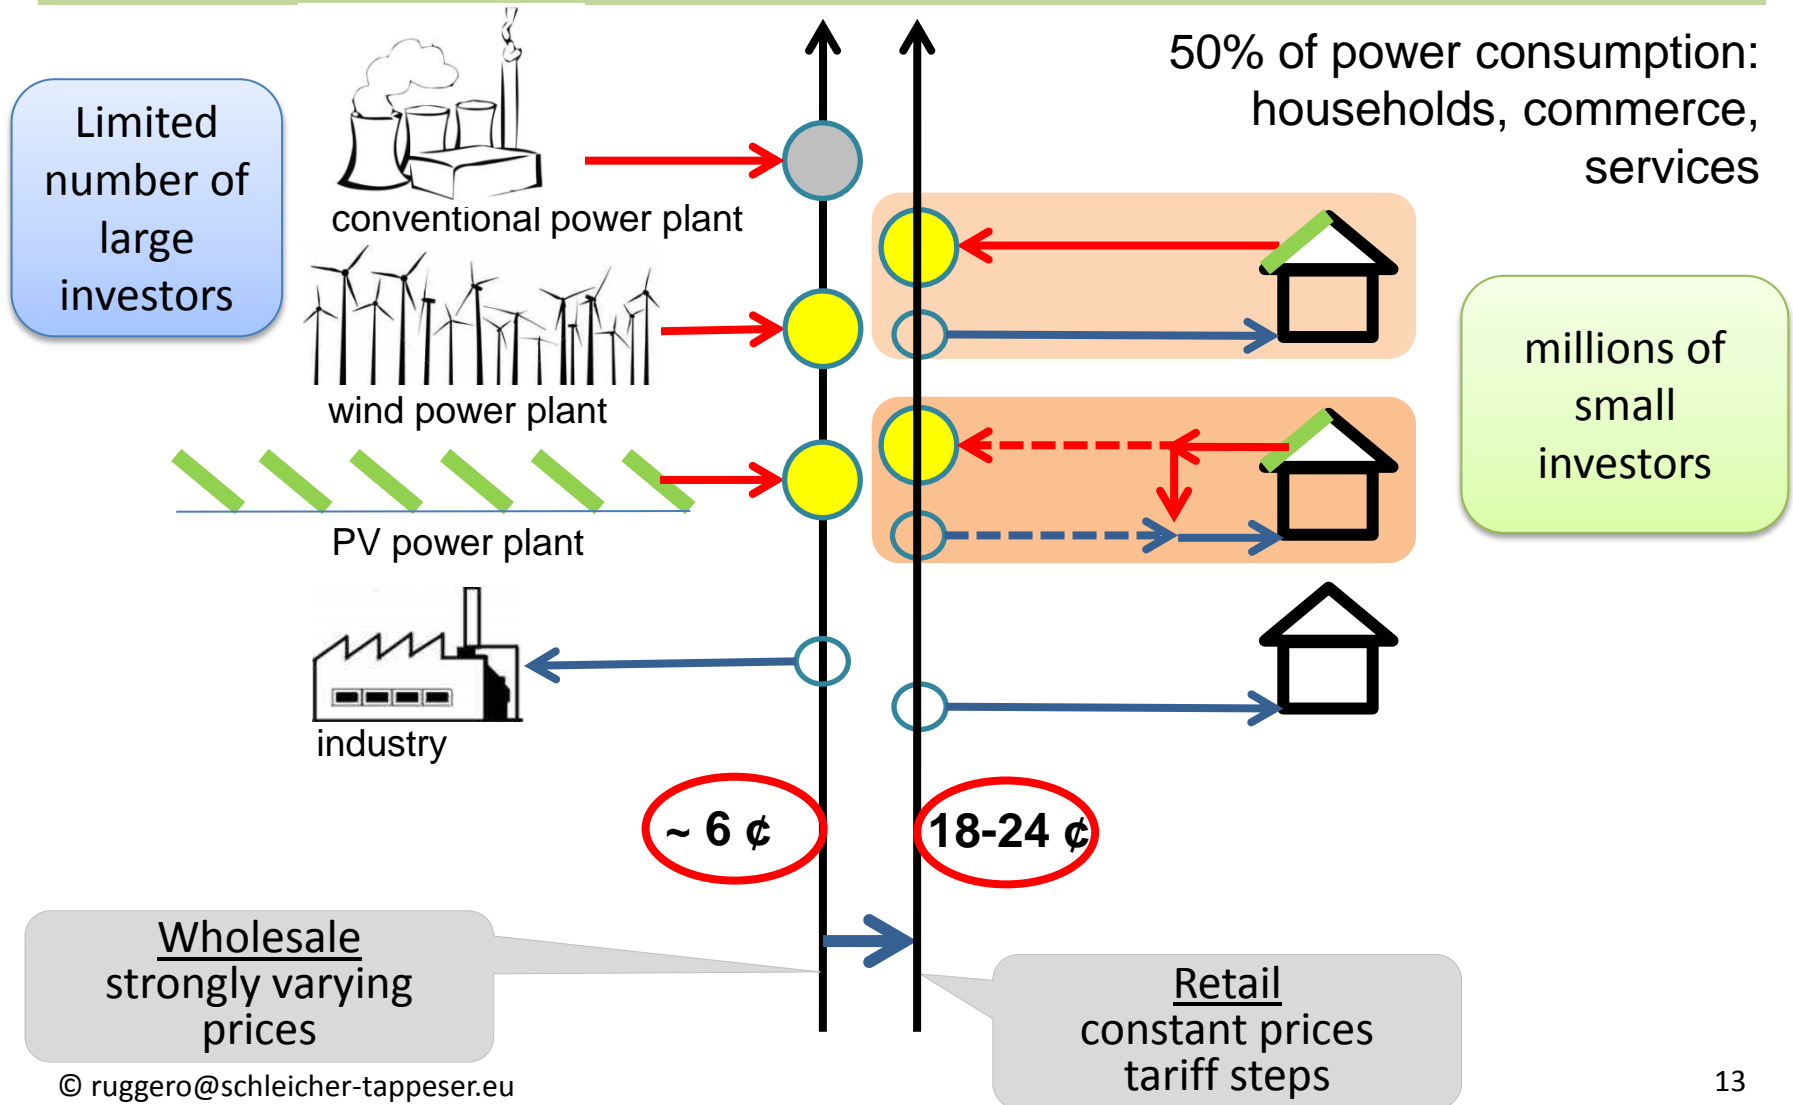 50% of power consumption:
households, commerce,
services
Limited
number of
large
investors
conventional power plant
wind power plant
PV power plant
industry
millions of
small
investors
~ 6 ¢
18-24 ¢
Wholesale
strongly varying
prices
Retail
constant prices
tariff steps
© ruggero@schleicher-tappeser.eu
13